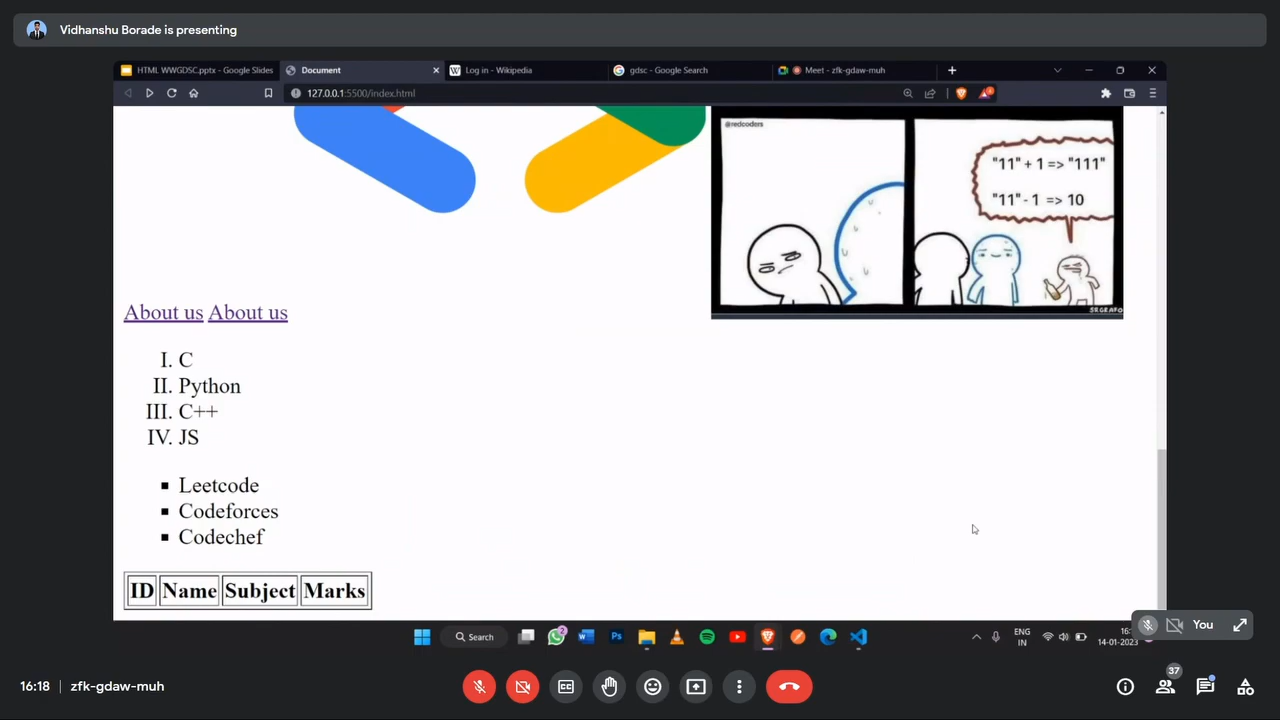 Vidhanshu Borade is presenting
HTML WWGDSC.pptx - Google Slides
Document
Log in - Wikipedia
gdsc - Google Search
Meet - zfk-gdaw-muh
127.0.0.1:5500/index.html
@redcoders
"11" + 1 => "111"
"11" - 1 => 10
SRGRAFO
About us About us
I. C
II. Python
III. C++
IV. JS
Leetcode
Codeforces
Codechef
ID Name Subject Marks
You
Search
ENG
IN
16:
14-01-2023
16:18 | zfk-gdaw-muh
37